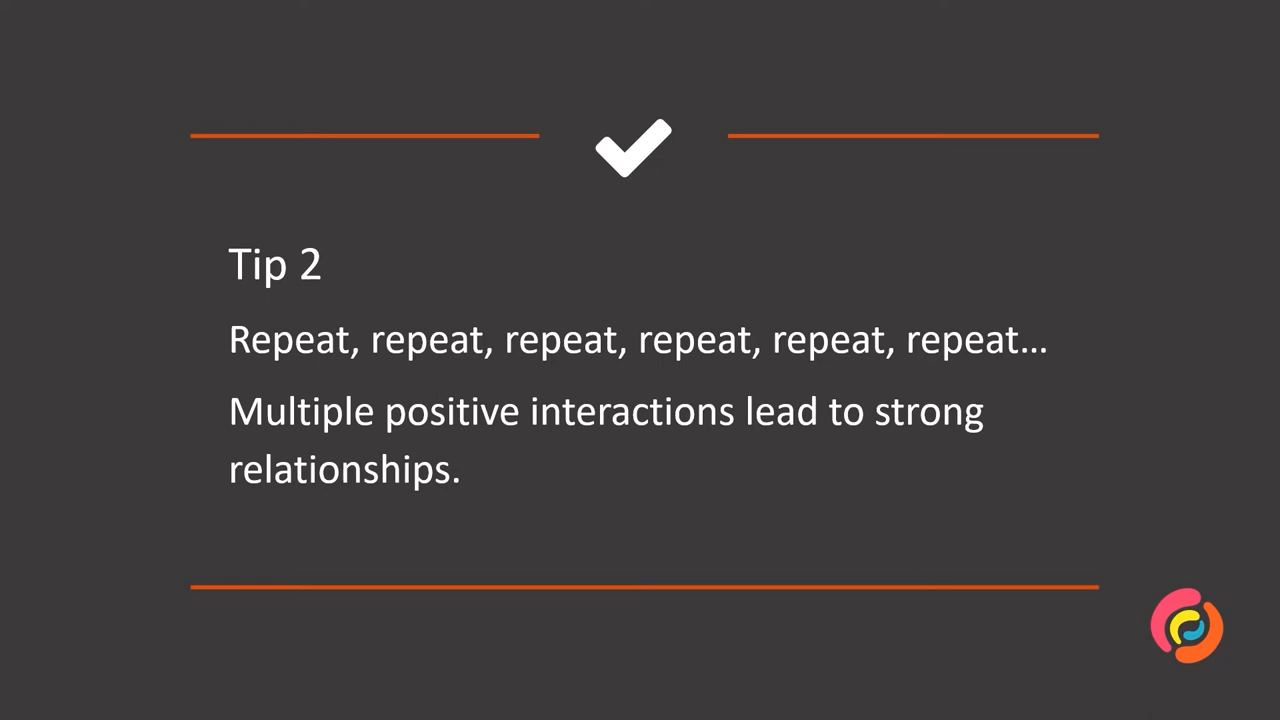 Tip 2
Repeat, repeat, repeat, repeat, repeat, repeat…
Multiple positive interactions lead to strong
relationships.